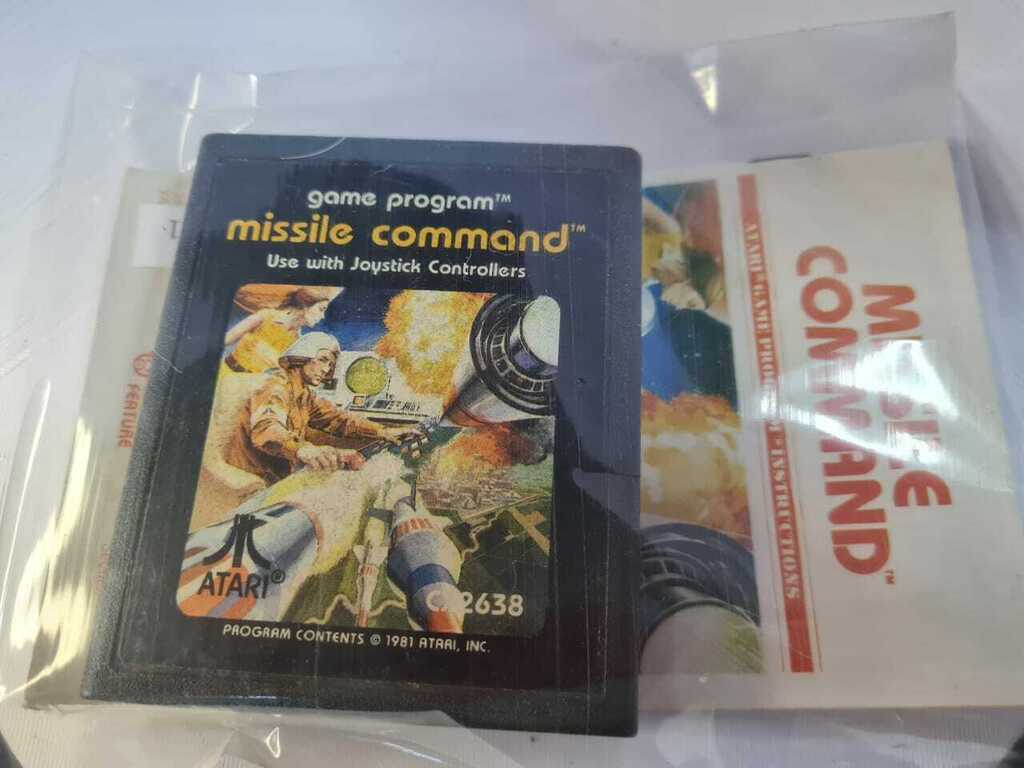 game program™
missile command™
Use with Joystick Controllers
ATARI®
CX2638
PROGRAM CONTENTS © 1981 ATARI, INC.
ATARI® GAME PROGRAM™ INSTRUCTIONS
MISSILE
COMMAND™
FEATURE